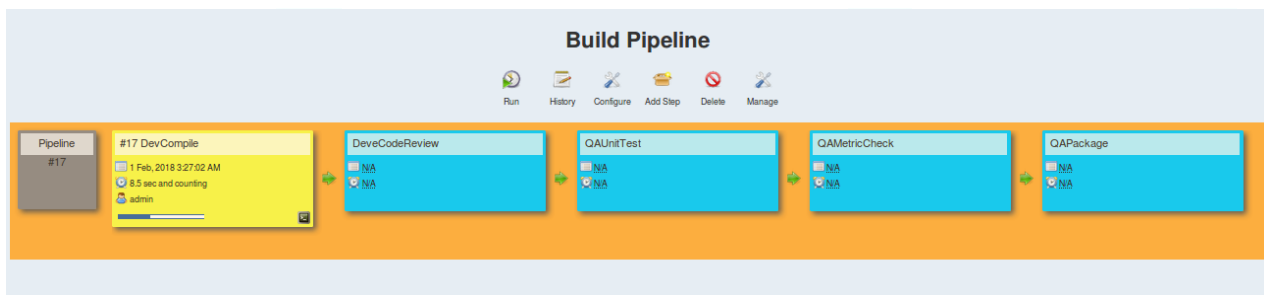 Build Pipeline
Run History Configure Add Step Delete Manage
Pipeline
#17
#17 DevCompile
1 Feb, 2018 3:27:02 AM
8.5 sec and counting
admin
DeveCodeReview
N/A
N/A
QAUnitTest
N/A
N/A
QAMetricCheck
N/A
N/A
QAPackage
N/A
N/A